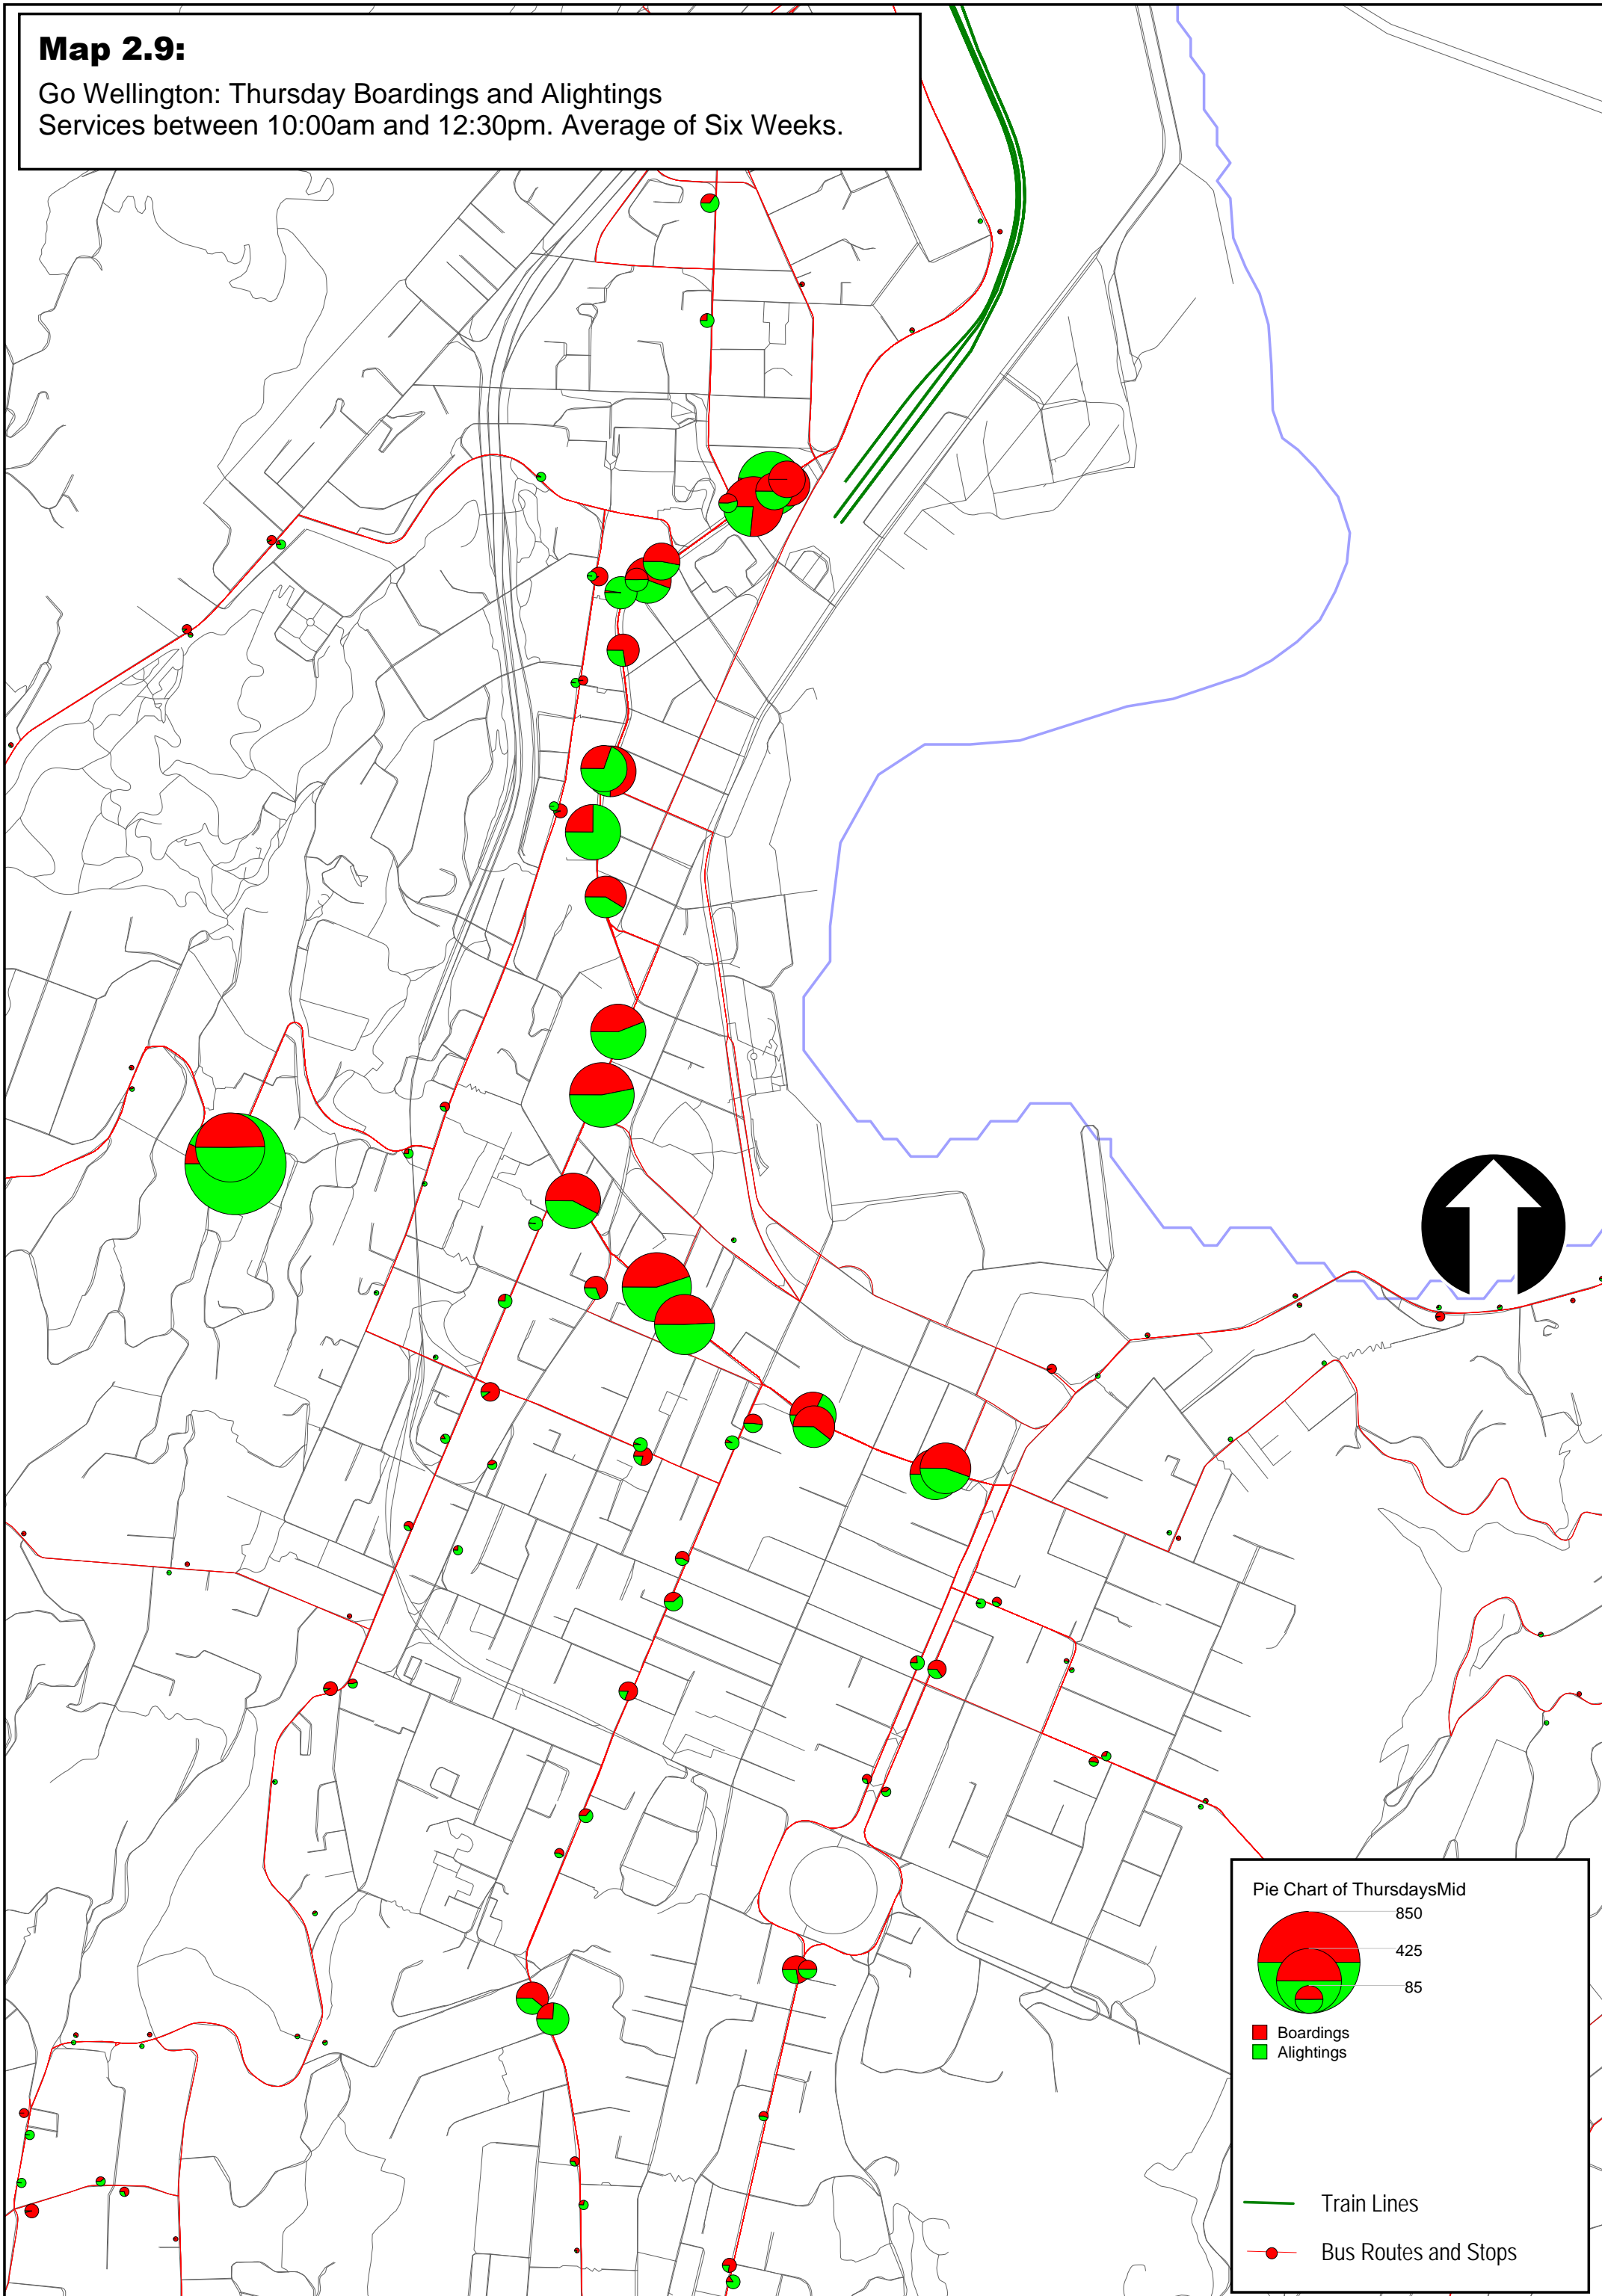 Map 2.9:
Go Wellington: Thursday Boardings and Alightings
Services between 10:00am and 12:30pm. Average of Six Weeks.
Pie Chart of ThursdaysMid
850
425
85
Boardings
Alightings
Train Lines
Bus Routes and Stops